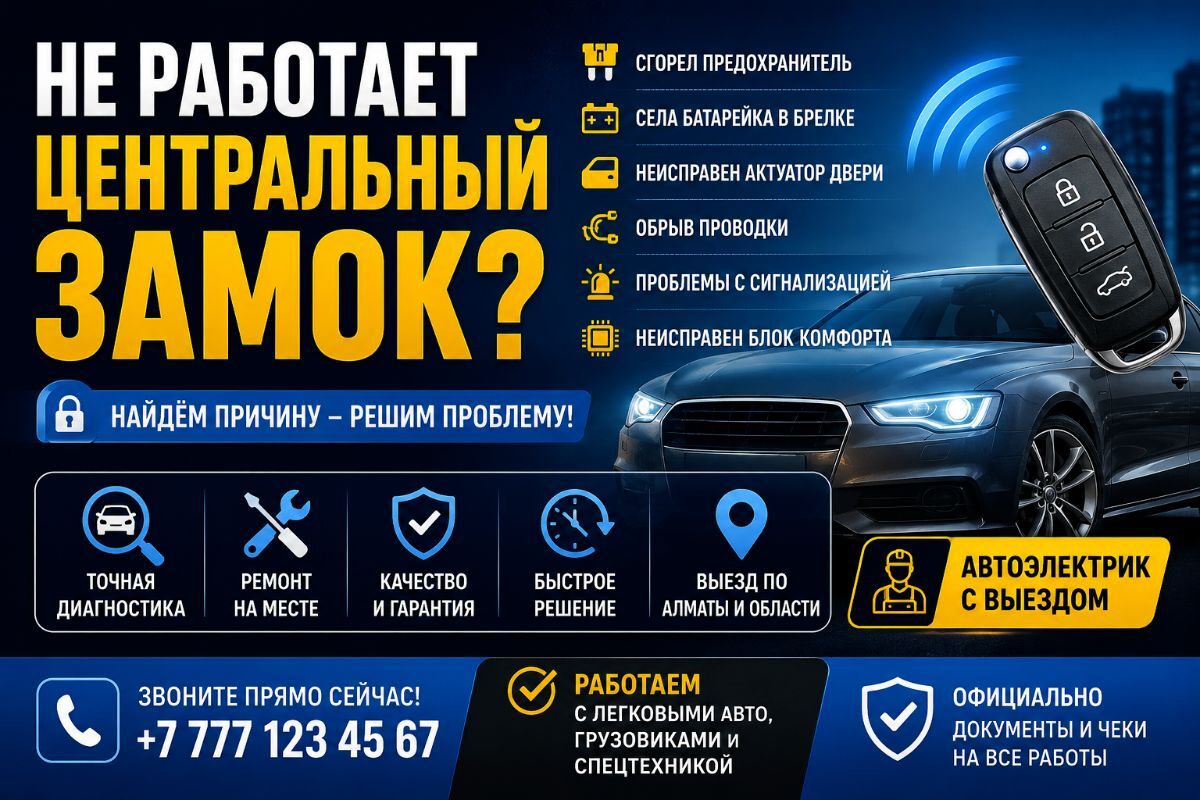 НЕ РАБОТАЕТ
ЦЕНТРАЛЬНЫЙ
ЗАМОК?
НАЙДЁМ ПРИЧИНУ – РЕШИМ ПРОБЛЕМУ!
СГОРЕЛ ПРЕДОХРАНИТЕЛЬ
СЕЛА БАТАРЕЙКА В БРЕЛКЕ
НЕИСПРАВЕН АКТУАТОР ДВЕРИ
ОБРЫВ ПРОВОДКИ
ПРОБЛЕМЫ С СИГНАЛИЗАЦИЕЙ
НЕИСПРАВЕН БЛОК КОМФОРТА
ТОЧНАЯ
ДИАГНОСТИКА
РЕМОНТ
НА МЕСТЕ
КАЧЕСТВО
И ГАРАНТИЯ
БЫСТРОЕ
РЕШЕНИЕ
ВЫЕЗД ПО
АЛМАТЫ И ОБЛАСТИ
АВТОЭЛЕКТРИК
С ВЫЕЗДОМ
ЗВОНИТЕ ПРЯМО СЕЙЧАС!
+7 777 123 45 67
РАБОТАЕМ
С ЛЕГКОВЫМИ АВТО,
ГРУЗОВИКАМИ и
СПЕЦТЕХНИКОЙ
ОФИЦИАЛЬНО
ДОКУМЕНТЫ И ЧЕКИ
НА ВСЕ РАБОТЫ